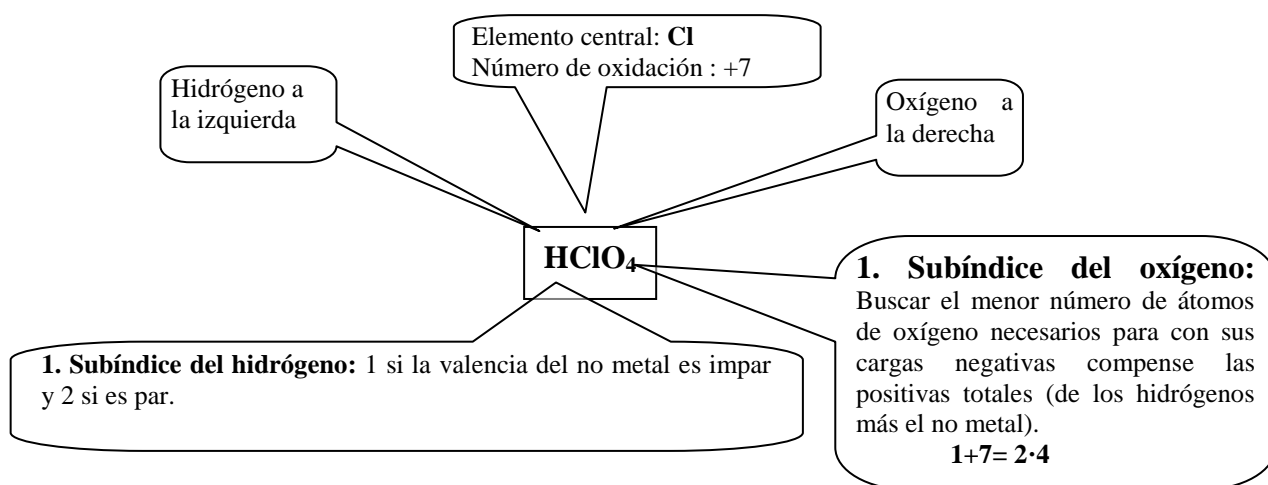 Elemento central: Cl
Número de oxidación : +7
Hidrógeno a
la izquierda
Oxígeno a
la derecha
HClO₄
1. Subíndice del oxígeno:
Buscar el menor número de átomos
de oxígeno necesarios para con sus
cargas negativas compense las
positivas totales (de los hidrógenos
más el no metal).
1+7= 2·4
1. Subíndice del hidrógeno: 1 si la valencia del no metal es impar
y 2 si es par.